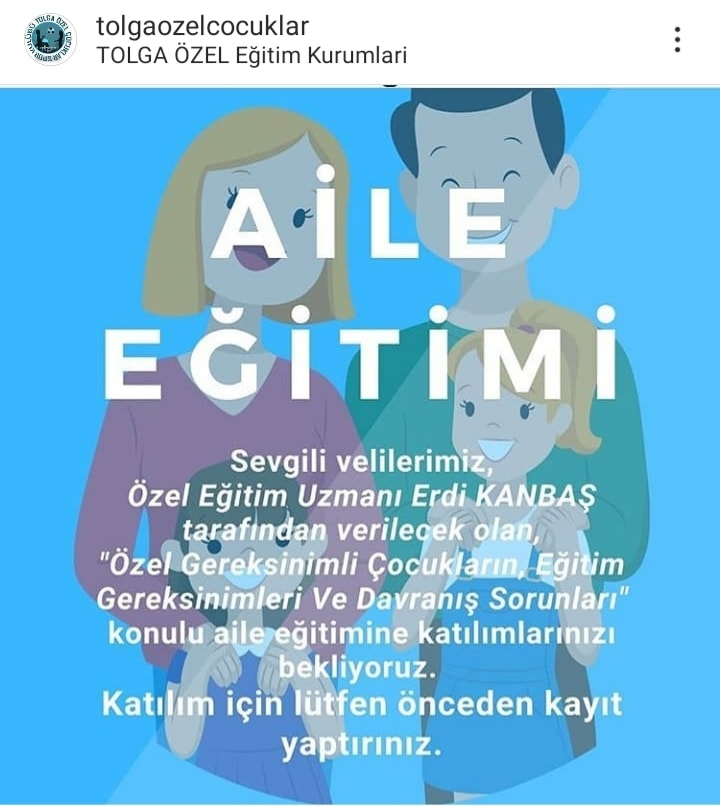 tolgaozelcocuklar
TOLGA ÖZEL Eğitim Kurumlari
AİLE
EĞİTİMİ
Sevgili velilerimiz,
Özel Eğitim Uzmanı Erdi KANBAŞ
tarafından verilecek olan,
"Özel Gereksinimli Çocukların, Eğitim
Gereksinimleri Ve Davranış Sorunları"
konulu aile eğitimine katılımlarınızı
bekliyoruz.
Katılım için lütfen önceden kayıt
yaptırınız.